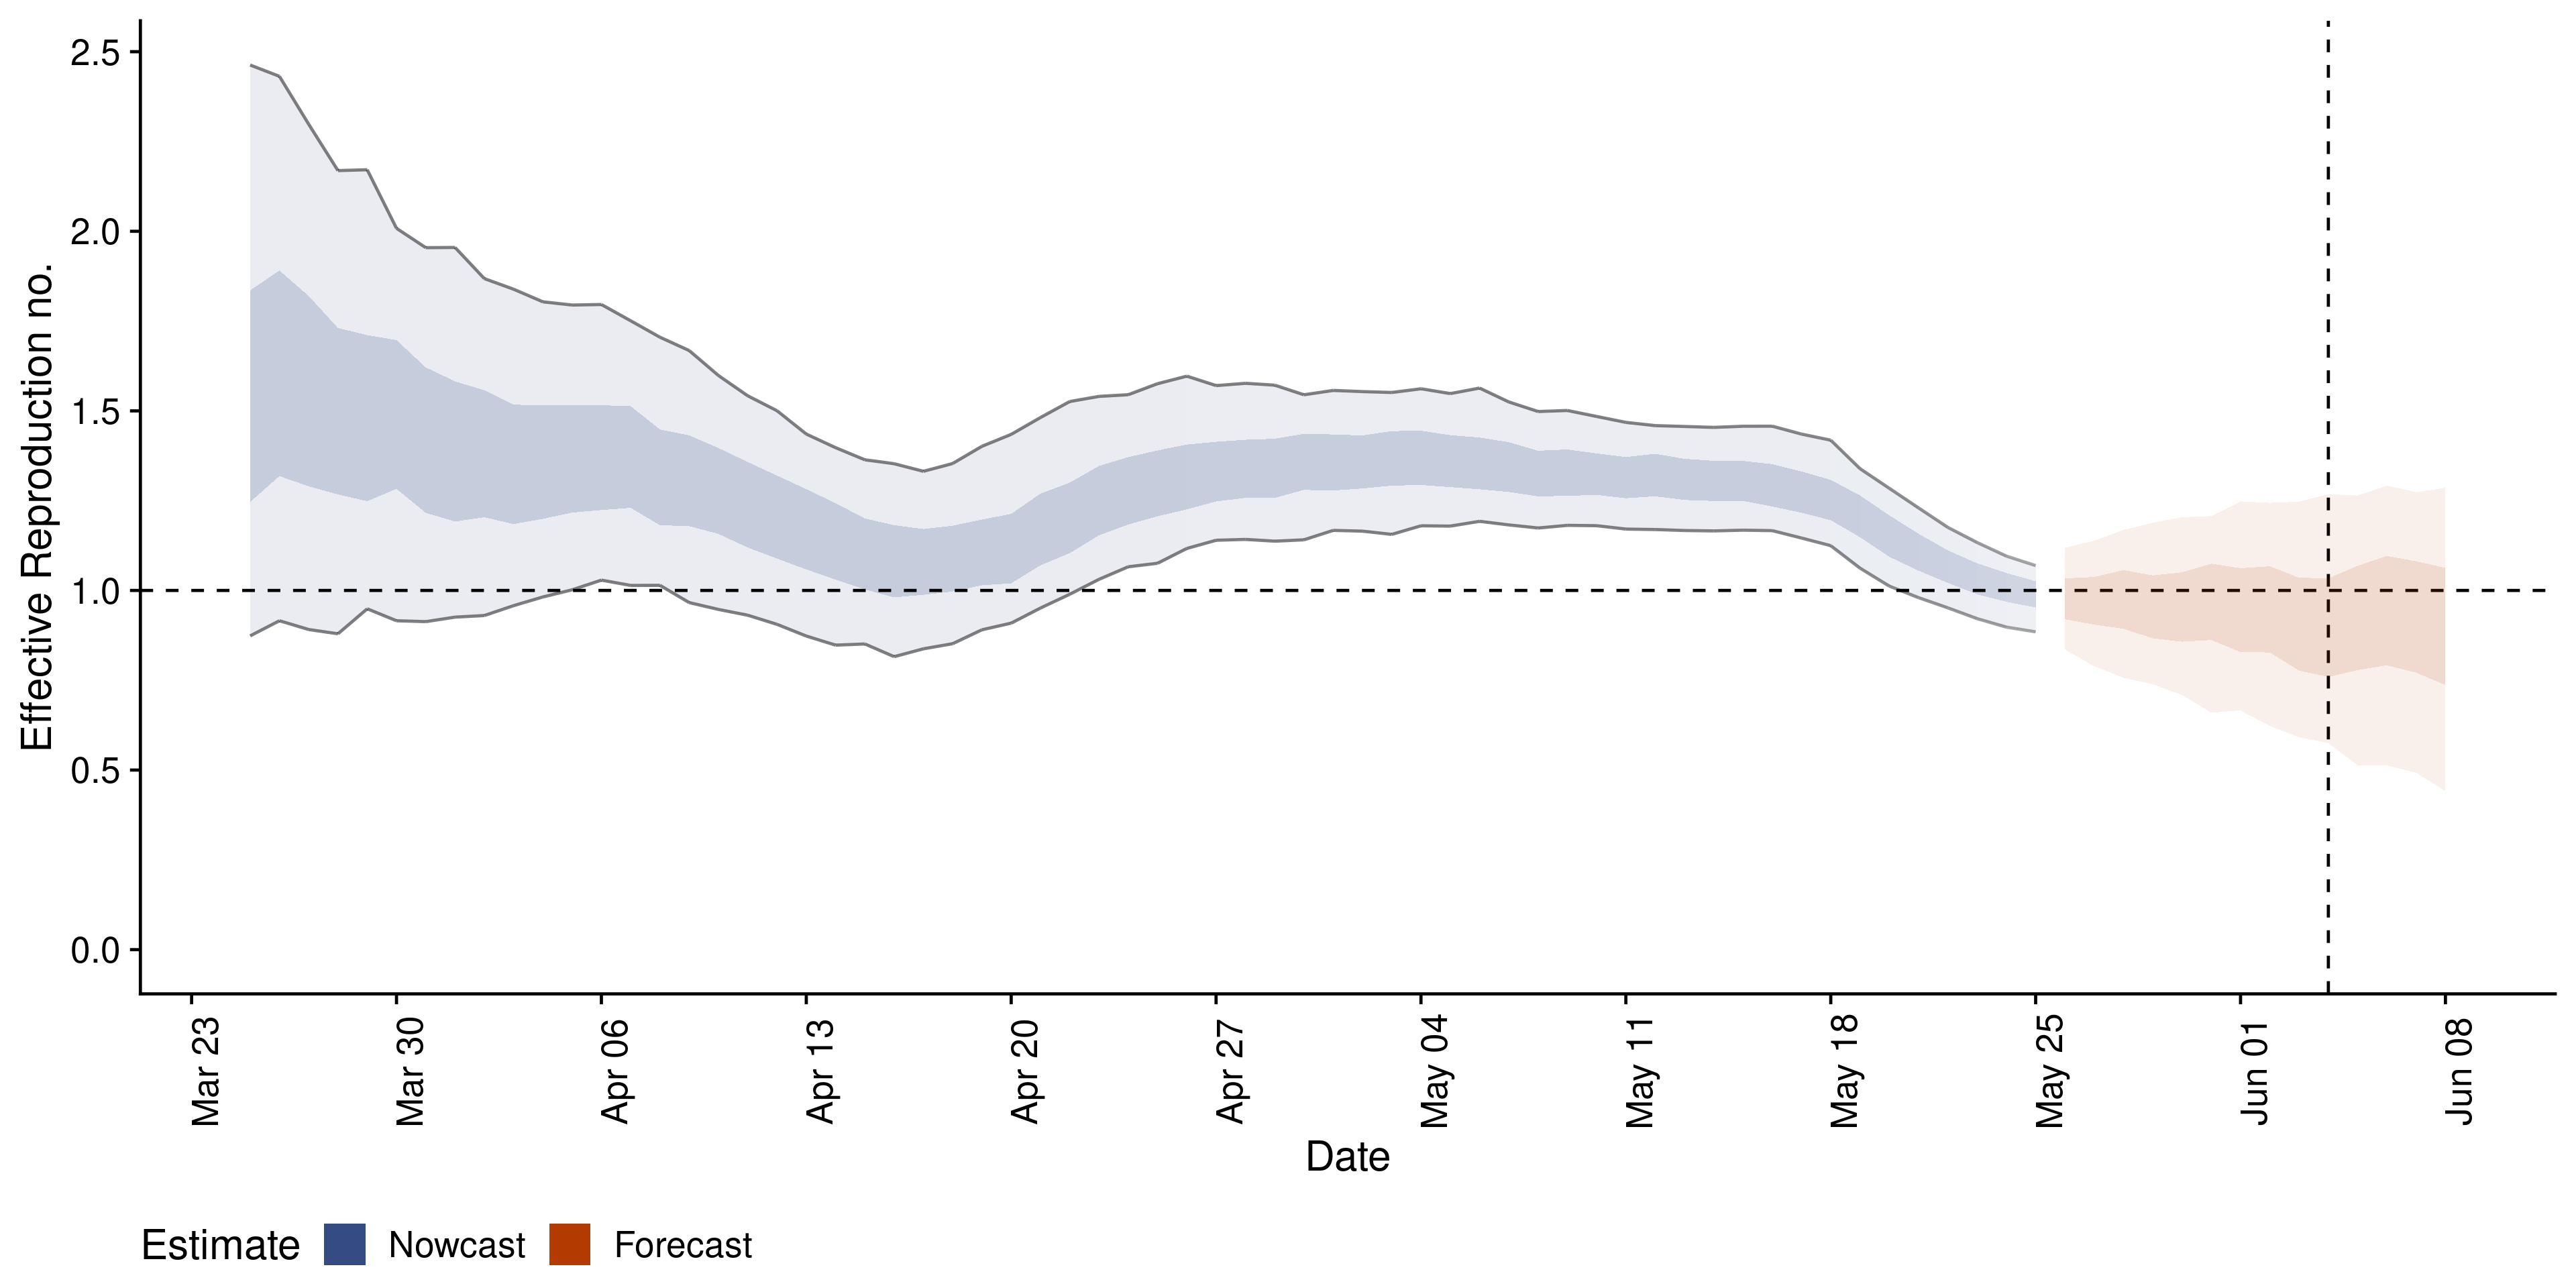 Effective Reproduction no.
2.5
2.0
1.5
1.0
0.5
0.0
Mar 23
Mar 30
Apr 06
Apr 13
Apr 20
Apr 27
May 04
May 11
May 18
May 25
Jun 01
Jun 08
Date
Estimate Nowcast Forecast